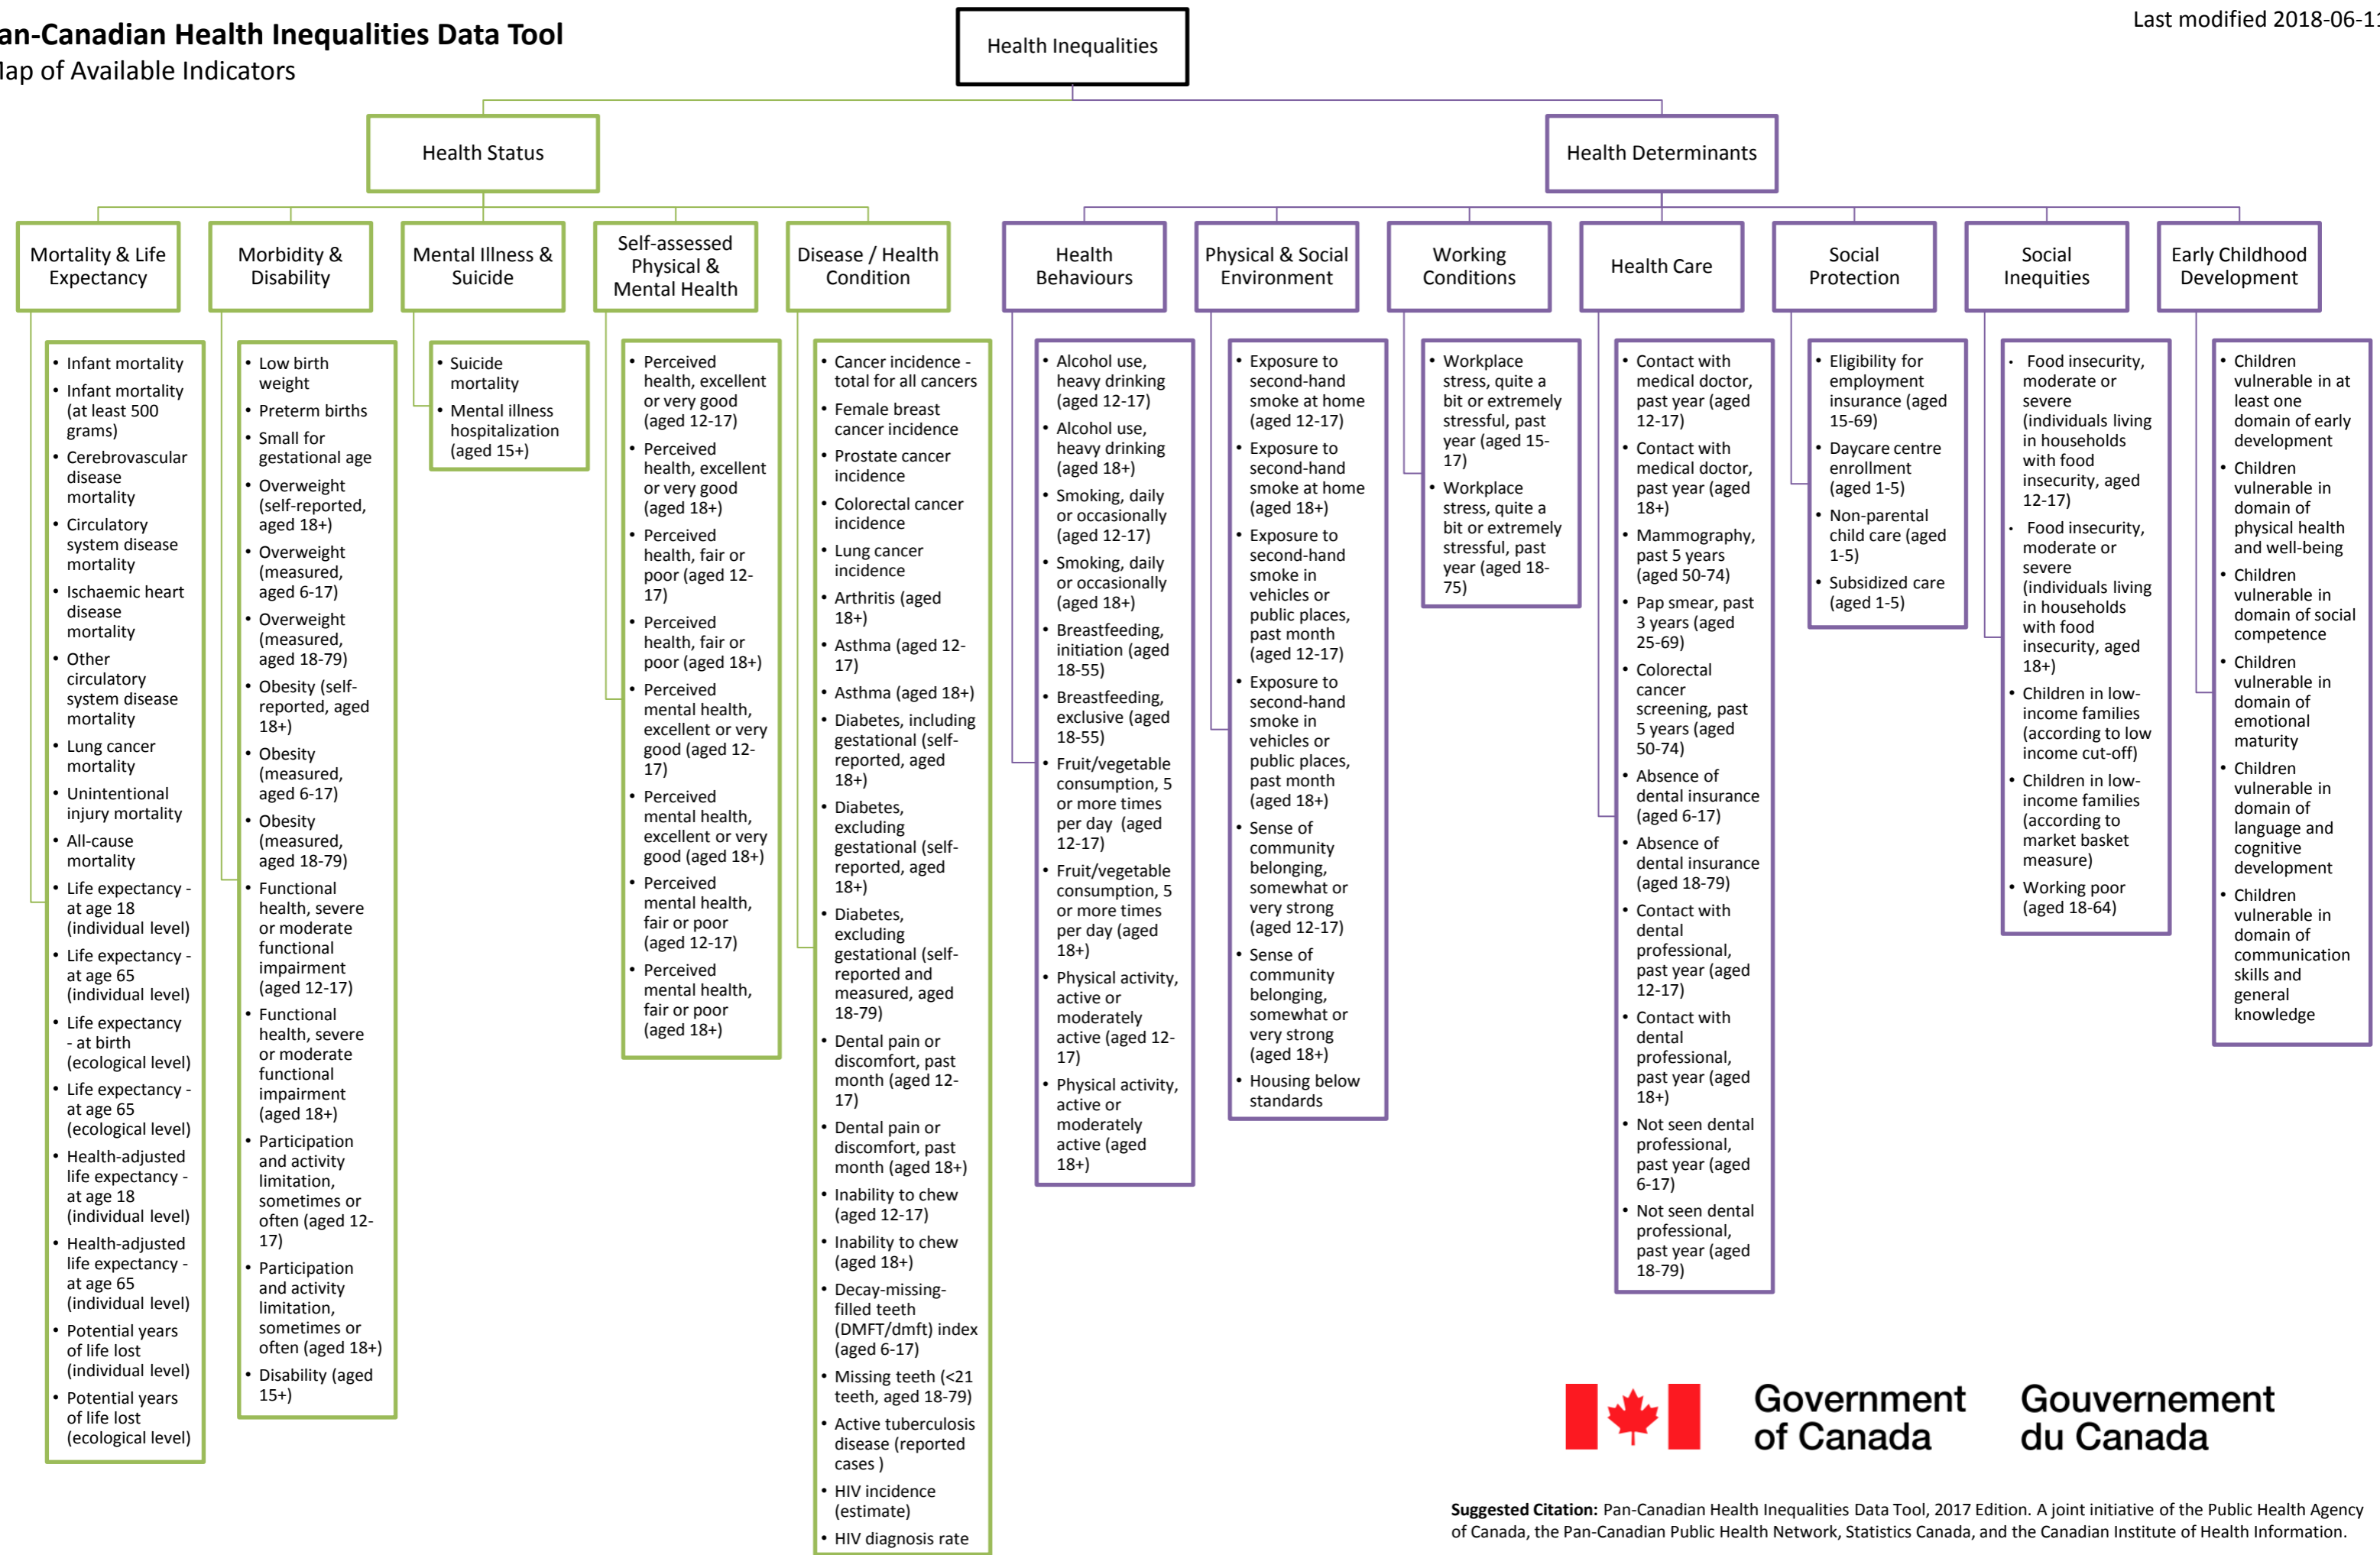 an-Canadian Health Inequalities Data Tool
Map of Available Indicators
Last modified 2018-06-11
Health Inequalities
Health Status
Health Determinants
Mortality & Life
Expectancy
Morbidity &
Disability
Mental Illness &
Suicide
Self-assessed
Physical &
Mental Health
Disease / Health
Condition
Health
Behaviours
Physical & Social
Environment
Working
Conditions
Health Care
Social
Protection
Social
Inequities
Early Childhood
Development
• Infant mortality
• Infant mortality
(at least 500
grams)
• Cerebrovascular
disease
mortality
• Circulatory
system disease
mortality
• Ischaemic heart
disease
mortality
• Other
circulatory
system disease
mortality
• Lung cancer
mortality
• Unintentional
injury mortality
• All-cause
mortality
• Life expectancy -
at age 18
(individual level)
• Life expectancy -
at age 65
(individual level)
• Life expectancy
- at birth
(ecological level)
• Life expectancy -
at age 65
(ecological level)
• Health-adjusted
life expectancy -
at age 18
(individual level)
• Health-adjusted
life expectancy -
at age 65
(individual level)
• Potential years
of life lost
(individual level)
• Potential years
of life lost
(ecological level)
• Low birth
weight
• Preterm births
• Small for
gestational age
• Overweight
(self-reported,
aged 18+)
• Overweight
(measured,
aged 6-17)
• Overweight
(measured,
aged 18-79)
• Obesity (self-
reported, aged
18+)
• Obesity
(measured,
aged 6-17)
• Obesity
(measured,
aged 18-79)
• Functional
health, severe
or moderate
functional
impairment
(aged 12-17)
• Functional
health, severe
or moderate
functional
impairment
(aged 18+)
• Participation
and activity
limitation,
sometimes or
often (aged 12-
17)
• Participation
and activity
limitation,
sometimes or
often (aged 18+)
• Disability (aged
15+)
• Suicide
mortality
• Mental illness
hospitalization
(aged 15+)
• Perceived
health, excellent
or very good
(aged 12-17)
• Perceived
health, excellent
or very good
(aged 18+)
• Perceived
health, fair or
poor (aged 12-
17)
• Perceived
health, fair or
poor (aged 18+)
• Perceived
mental health,
excellent or very
good (aged 12-
17)
• Perceived
mental health,
excellent or very
good (aged 18+)
• Perceived
mental health,
fair or poor
(aged 12-17)
• Perceived
mental health,
fair or poor
(aged 18+)
• Cancer incidence -
total for all cancers
• Female breast
cancer incidence
• Prostate cancer
incidence
• Colorectal cancer
incidence
• Lung cancer
incidence
• Arthritis (aged
18+)
• Asthma (aged 12-
17)
• Asthma (aged 18+)
• Diabetes, including
gestational (self-
reported, aged
18+)
• Diabetes,
excluding
gestational (self-
reported, aged
18+)
• Diabetes,
excluding
gestational (self-
reported and
measured, aged
18-79)
• Dental pain or
discomfort, past
month (aged 12-
17)
• Dental pain or
discomfort, past
month (aged 18+)
• Inability to chew
(aged 12-17)
• Inability to chew
(aged 18+)
• Decay-missing-
filled teeth
(DMFT/dmft) index
(aged 6-17)
• Missing teeth (<21
teeth, aged 18-79)
• Active tuberculosis
disease (reported
cases )
• HIV incidence
(estimate)
• HIV diagnosis rate
• Alcohol use,
heavy drinking
(aged 12-17)
• Alcohol use,
heavy drinking
(aged 18+)
• Smoking, daily
or occasionally
(aged 12-17)
• Smoking, daily
or occasionally
(aged 18+)
• Breastfeeding,
initiation (aged
18-55)
• Breastfeeding,
exclusive (aged
18-55)
• Fruit/vegetable
consumption, 5
or more times
per day (aged
12-17)
• Fruit/vegetable
consumption, 5
or more times
per day (aged
18+)
• Physical activity,
active or
moderately
active (aged 12-
17)
• Physical activity,
active or
moderately
active (aged
18+)
• Exposure to
second-hand
smoke at home
(aged 12-17)
• Exposure to
second-hand
smoke at home
(aged 18+)
• Exposure to
second-hand
smoke in
vehicles or
public places,
past month
(aged 12-17)
• Exposure to
second-hand
smoke in
vehicles or
public places,
past month
(aged 18+)
• Sense of
community
belonging,
somewhat or
very strong
(aged 12-17)
• Sense of
community
belonging,
somewhat or
very strong
(aged 18+)
• Housing below
standards
• Workplace
stress, quite a
bit or extremely
stressful, past
year (aged 15-
17)
• Workplace
stress, quite a
bit or extremely
stressful, past
year (aged 18-
75)
• Contact with
medical doctor,
past year (aged
12-17)
• Contact with
medical doctor,
past year (aged
18+)
• Mammography,
past 5 years
(aged 50-74)
• Pap smear, past
3 years (aged
25-69)
• Colorectal
cancer
screening, past
5 years (aged
50-74)
• Absence of
dental insurance
(aged 6-17)
• Absence of
dental insurance
(aged 18-79)
• Contact with
dental
professional,
past year (aged
12-17)
• Contact with
dental
professional,
past year (aged
18+)
• Not seen dental
professional,
past year (aged
6-17)
• Not seen dental
professional,
past year (aged
18-79)
• Eligibility for
employment
insurance (aged
15-69)
• Daycare centre
enrollment
(aged 1-5)
• Non-parental
child care (aged
1-5)
• Subsidized care
(aged 1-5)
• Food insecurity,
moderate or
severe
(individuals living
in households
with food
insecurity, aged
12-17)
• Food insecurity,
moderate or
severe
(individuals living
in households
with food
insecurity, aged
18+)
• Children in low-
income families
(according to low
income cut-off)
• Children in low-
income families
(according to
market basket
measure)
• Working poor
(aged 18-64)
• Children
vulnerable in at
least one
domain of early
development
• Children
vulnerable in
domain of
physical health
and well-being
• Children
vulnerable in
domain of social
competence
• Children
vulnerable in
domain of
emotional
maturity
• Children
vulnerable in
domain of
language and
cognitive
development
• Children
vulnerable in
domain of
communication
skills and
general
knowledge
Government
of Canada
Gouvernement
du Canada
Suggested Citation: Pan-Canadian Health Inequalities Data Tool, 2017 Edition. A joint initiative of the Public Health Agency
of Canada, the Pan-Canadian Public Health Network, Statistics Canada, and the Canadian Institute of Health Information.